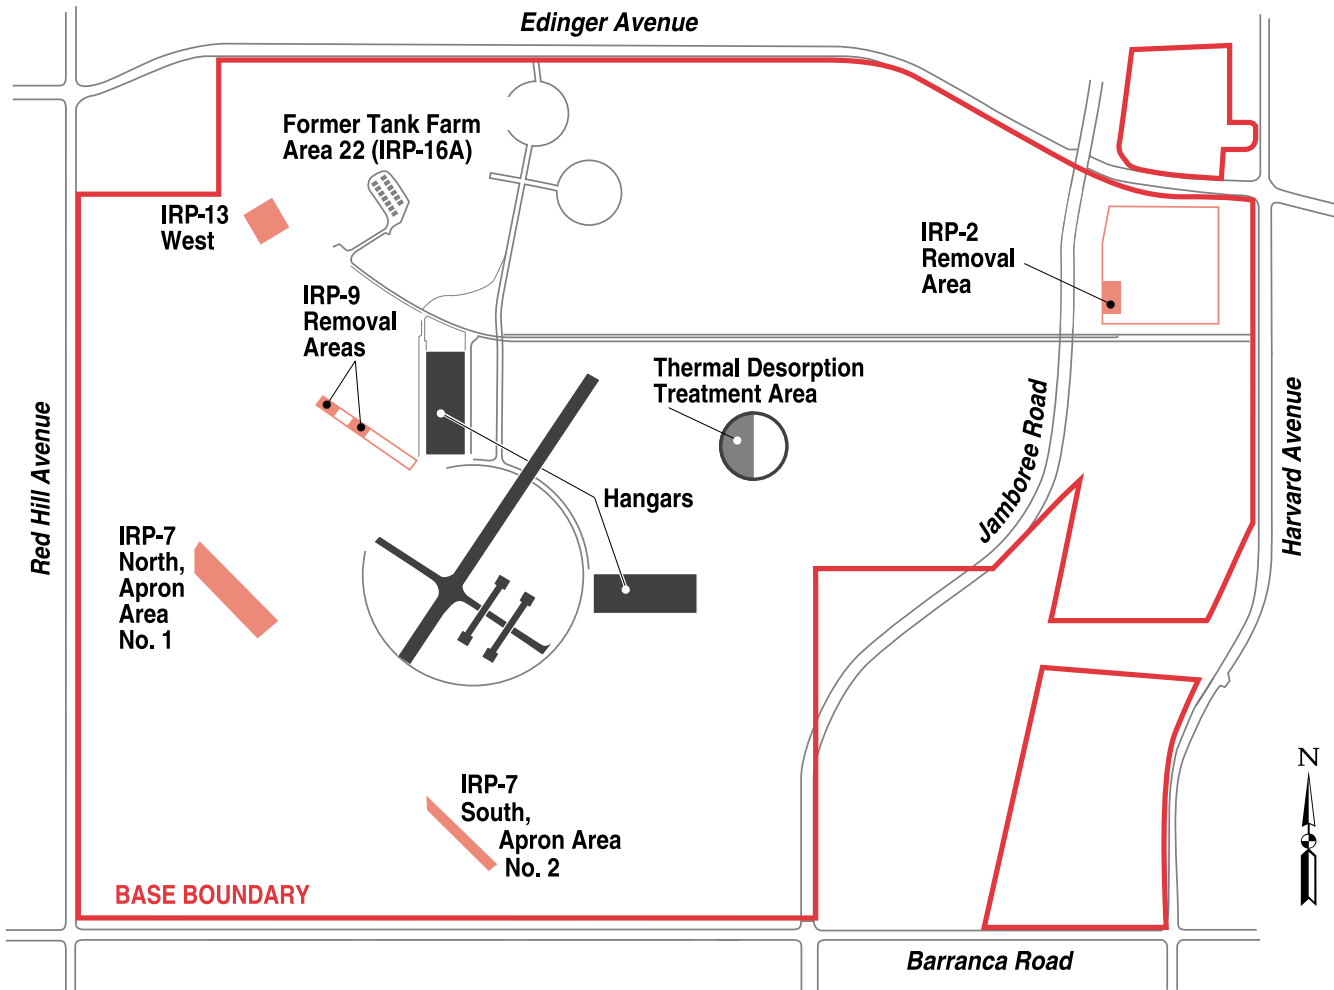 Edinger Avenue
Former Tank Farm
Area 22 (IRP-16A)
IRP-13
West
IRP-2
Removal
Area
IRP-9
Removal
Areas
Thermal Desorption
Treatment Area
Red Hill Avenue
Jamboree Road
Harvard Avenue
Hangars
IRP-7
North,
Apron
Area
No. 1
IRP-7
South,
Apron Area
No. 2
N
BASE BOUNDARY
Barranca Road